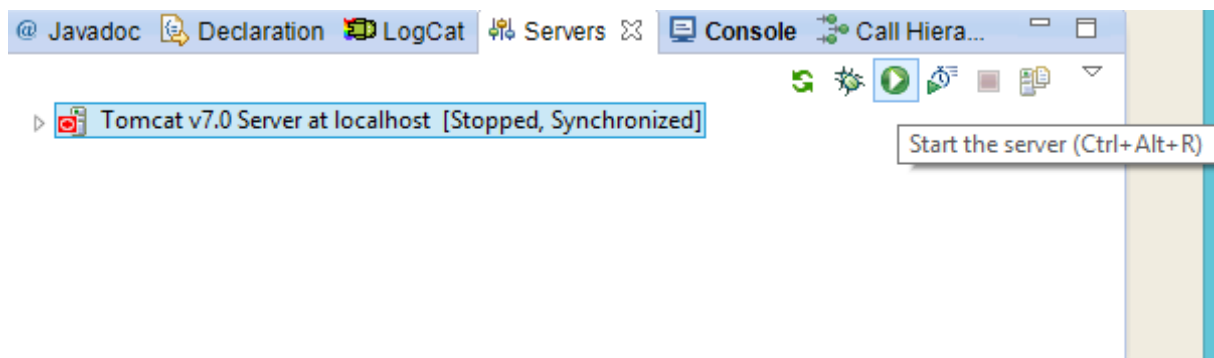 @ Javadoc Declaration LogCat Servers Console Call Hiera...
Tomcat v7.0 Server at localhost [Stopped, Synchronized]
Start the server (Ctrl+Alt+R)